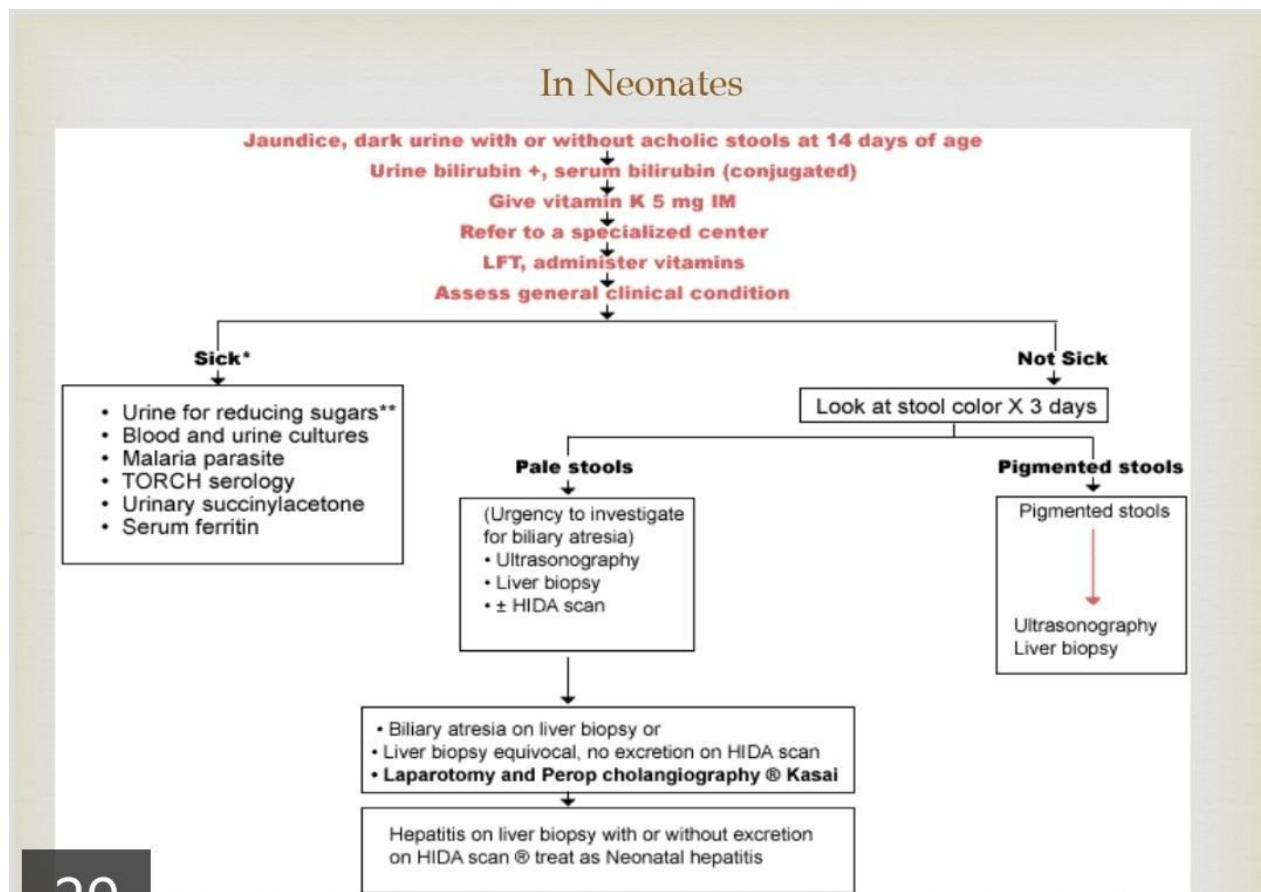 In Neonates
Jaundice, dark urine with or without acholic stools at 14 days of age
Urine bilirubin +, serum bilirubin (conjugated)
Give vitamin K 5 mg IM
Refer to a specialized center
LFT, administer vitamins
Assess general clinical condition
Sick*
Not Sick
• Urine for reducing sugars**
• Blood and urine cultures
• Malaria parasite
• TORCH serology
• Urinary succinylacetone
• Serum ferritin
Look at stool color X 3 days
Pale stools
Pigmented stools
(Urgency to investigate
for biliary atresia)
• Ultrasonography
• Liver biopsy
• ± HIDA scan
Pigmented stools
Ultrasonography
Liver biopsy
• Biliary atresia on liver biopsy or
• Liver biopsy equivocal, no excretion on HIDA scan
• Laparotomy and Perop cholangiography ® Kasai
Hepatitis on liver biopsy with or without excretion
on HIDA scan ® treat as Neonatal hepatitis